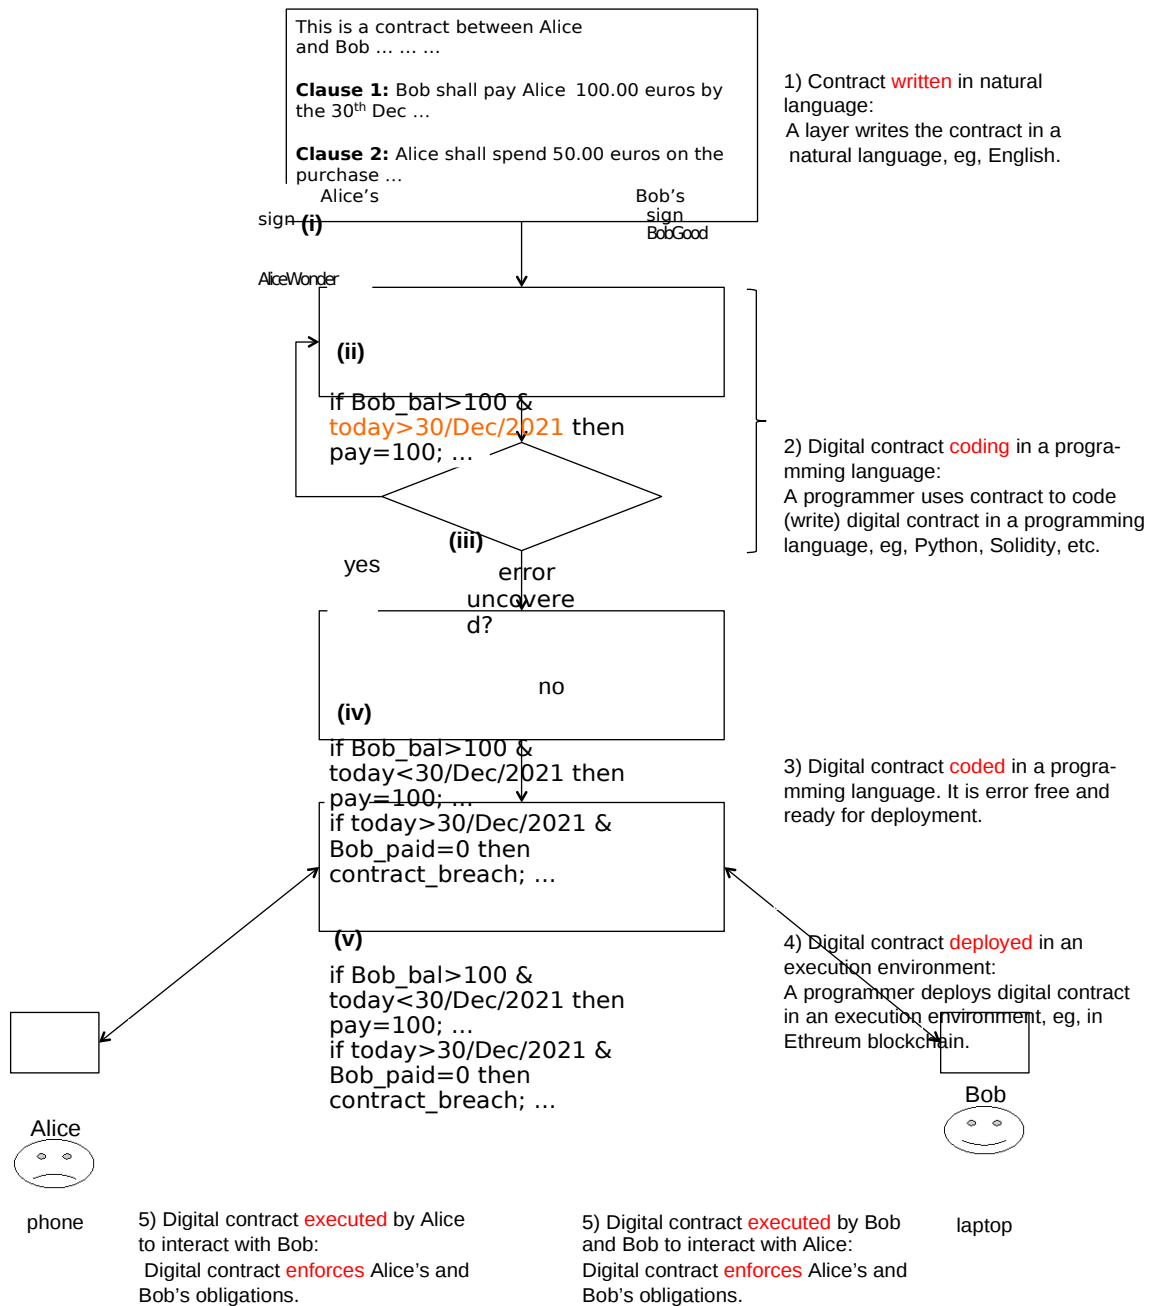 This is a contract between Alice
and Bob … … …
Clause 1: Bob shall pay Alice 100.00 euros by
the 30th Dec …
Clause 2: Alice shall spend 50.00 euros on the
purchase …
Alice’s
sign (i)
AliceWonder
Bob’s
sign
BobGood
1) Contract written in natural
language:
A layer writes the contract in a
natural language, eg, English.
(ii)
if Bob_bal>100 &
today>30/Dec/2021 then
pay=100; …
2) Digital contract coding in a progra-
mming language:
A programmer uses contract to code
(write) digital contract in a programming
language, eg, Python, Solidity, etc.
(iii)
yes
error
uncovere
d?
no
(iv)
if Bob_bal>100 &
today<30/Dec/2021 then
pay=100; …
if today>30/Dec/2021 &
Bob_paid=0 then
contract_breach; …
3) Digital contract coded in a progra-
mming language. It is error free and
ready for deployment.
(v)
if Bob_bal>100 &
today<30/Dec/2021 then
pay=100; …
if today>30/Dec/2021 &
Bob_paid=0 then
contract_breach; …
4) Digital contract deployed in an
execution environment:
A programmer deploys digital contract
in an execution environment, eg, in
Ethreum blockchain.
Alice
phone
Bob
laptop
5) Digital contract executed by Alice
to interact with Bob:
Digital contract enforces Alice’s and
Bob’s obligations.
5) Digital contract executed by Bob
and Bob to interact with Alice:
Digital contract enforces Alice’s and
Bob’s obligations.